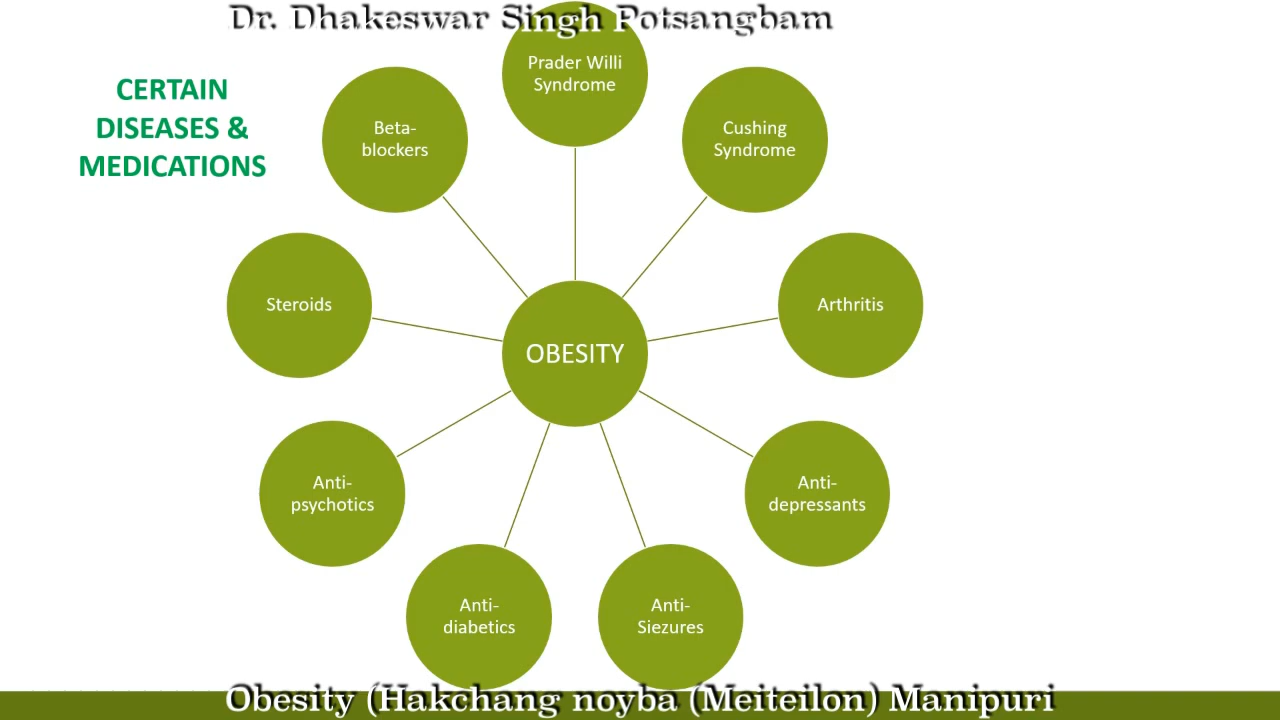 Dr. Dhakeswar Singh Potsangbam
CERTAIN
DISEASES &
MEDICATIONS
Prader Willi
Syndrome
Cushing
Syndrome
Arthritis
Anti-
depressants
Anti-
Siezures
Anti-
diabetics
Anti-
psychotics
Steroids
Beta-
blockers
OBESITY
Obesity (Hakchang noyba (Meiteilon) Manipuri